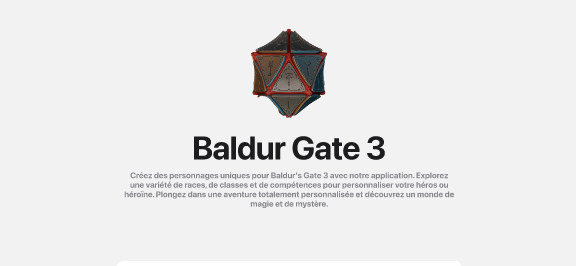 Baldur Gate 3
Créez des personnages uniques pour Baldur's Gate 3 avec notre application. Explorez
une variété de races, de classes et de compétences pour personnaliser votre héros ou
héroïne. Plongez dans une aventure totalement personnalisée et découvrez un monde de
magie et de mystère.